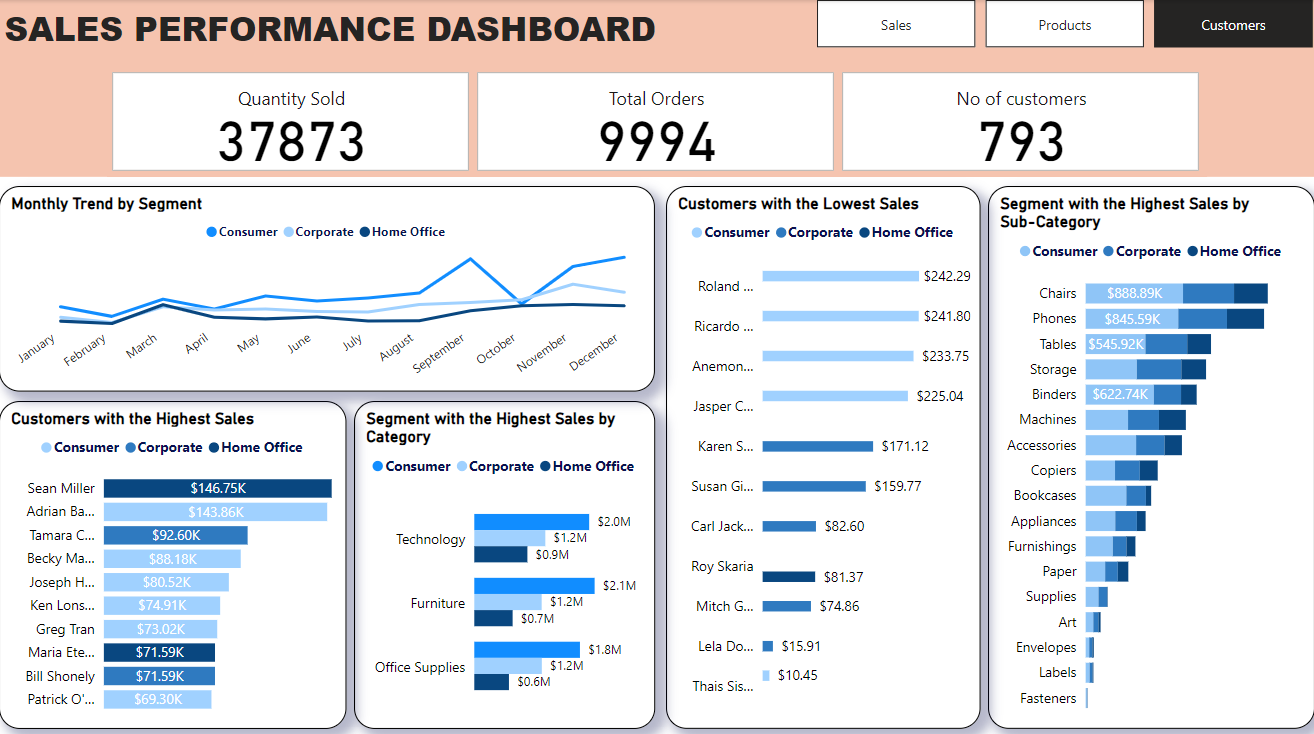 SALES PERFORMANCE DASHBOARD
Sales
Products
Customers
Quantity Sold
37873
Total Orders
9994
No of customers
793
Monthly Trend by Segment
Consumer Corporate Home Office
January
February
March
April
May
June
July
August
September
October
November
December
Customers with the Highest Sales
Consumer Corporate Home Office
Sean Miller $146.75K
Adrian Ba... $143.86K
Tamara C... $92.60K
Becky Ma... $88.18K
Joseph H... $80.52K
Ken Lons... $74.91K
Greg Tran $73.02K
Maria Ete... $71.59K
Bill Shonely $71.59K
Patrick O'... $69.30K
Segment with the Highest Sales by
Category
Consumer Corporate Home Office
Technology
$2.0M
$1.2M
$0.9M
Furniture
$2.1M
$1.2M
$0.7M
Office Supplies
$1.8M
$1.2M
$0.6M
Customers with the Lowest Sales
Consumer Corporate Home Office
Roland ... $242.29
Ricardo ... $241.80
Anemon... $233.75
Jasper C... $225.04
Karen S... $171.12
Susan Gi... $159.77
Carl Jack... $82.60
Roy Skaria $81.37
Mitch G... $74.86
Lela Do... $15.91
Thais Sis... $10.45
Segment with the Highest Sales by
Sub-Category
Consumer Corporate Home Office
Chairs $888.89K
Phones $845.59K
Tables $545.92K
Storage
Binders $622.74K
Machines
Accessories
Copiers
Bookcases
Appliances
Furnishings
Paper
Supplies
Art
Envelopes
Labels
Fasteners